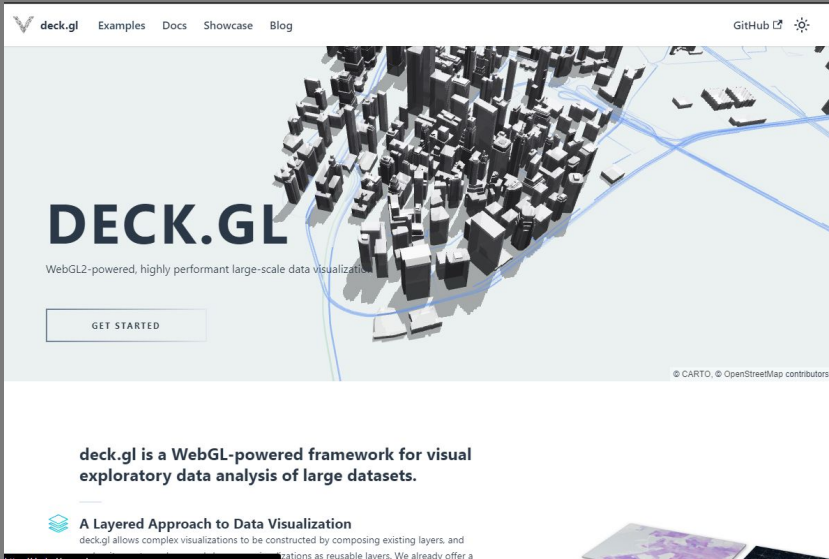 deck.gl Examples Docs Showcase Blog GitHub
DECK.GL
WebGL2-powered, highly performant large-scale data visualization
GET STARTED
© CARTO, © OpenStreetMap contributors
deck.gl is a WebGL-powered framework for visual
exploratory data analysis of large datasets.
A Layered Approach to Data Visualization
deck.gl allows complex visualizations to be constructed by composing existing layers, and
as reusable layers. We already offer a